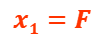 x₁ = F